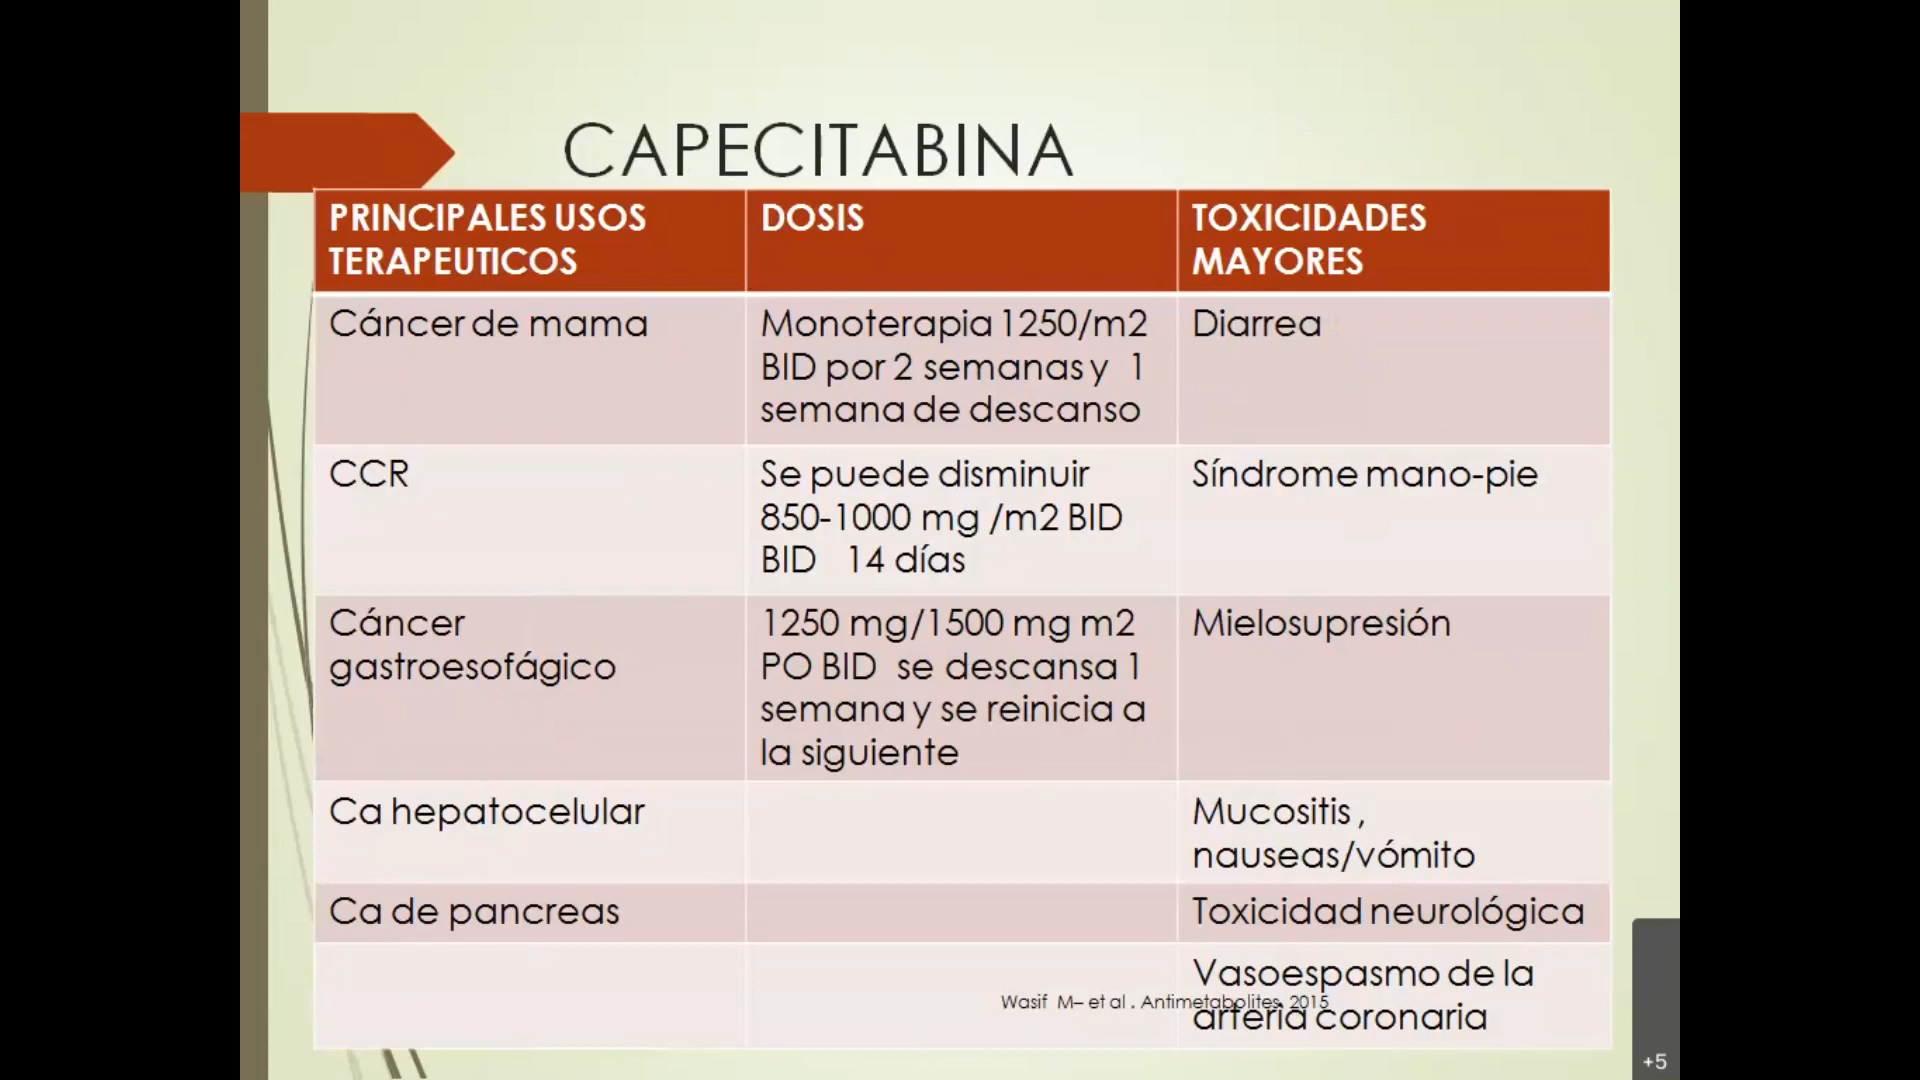 CAPECITABINA
PRINCIPALES USOS
TERAPEUTICOS
DOSIS
TOXICIDADES
MAYORES
Cáncer de mama
Monoterapia 1250/m2
BID por 2 semanas y 1
semana de descanso
Diarrea
CCR
Se puede disminuir
850-1000 mg /m2 BID
BID 14 días
Síndrome mano-pie
Cáncer
gastroesofágico
1250 mg/1500 mg m2
PO BID se descansa 1
semana y se reinicia a
la siguiente
Mielosupresión
Ca hepatocelular
Mucositis ,
nauseas/vómito
Ca de pancreas
Toxicidad neurológica
Vasoespasmo de la
arteria coronaria
Wasif M– et al . Antimetabolites. 2015
+5